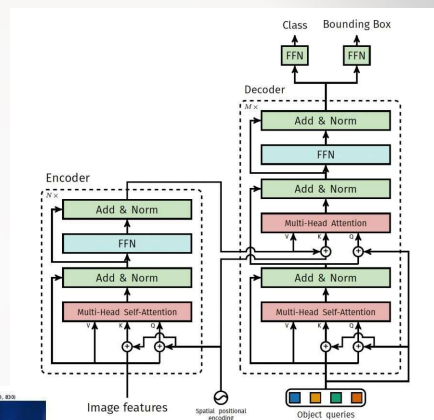 Class Bounding Box
FFN FFN
Decoder
M×
Add & Norm
FFN
Add & Norm
Multi-Head Attention
V K Q
Add & Norm
Multi-Head Self-Attention
V K Q
Object queries
Encoder
N×
Add & Norm
FFN
Add & Norm
Multi-Head Self-Attention
V K Q
Image features
Spatial positional
encoding